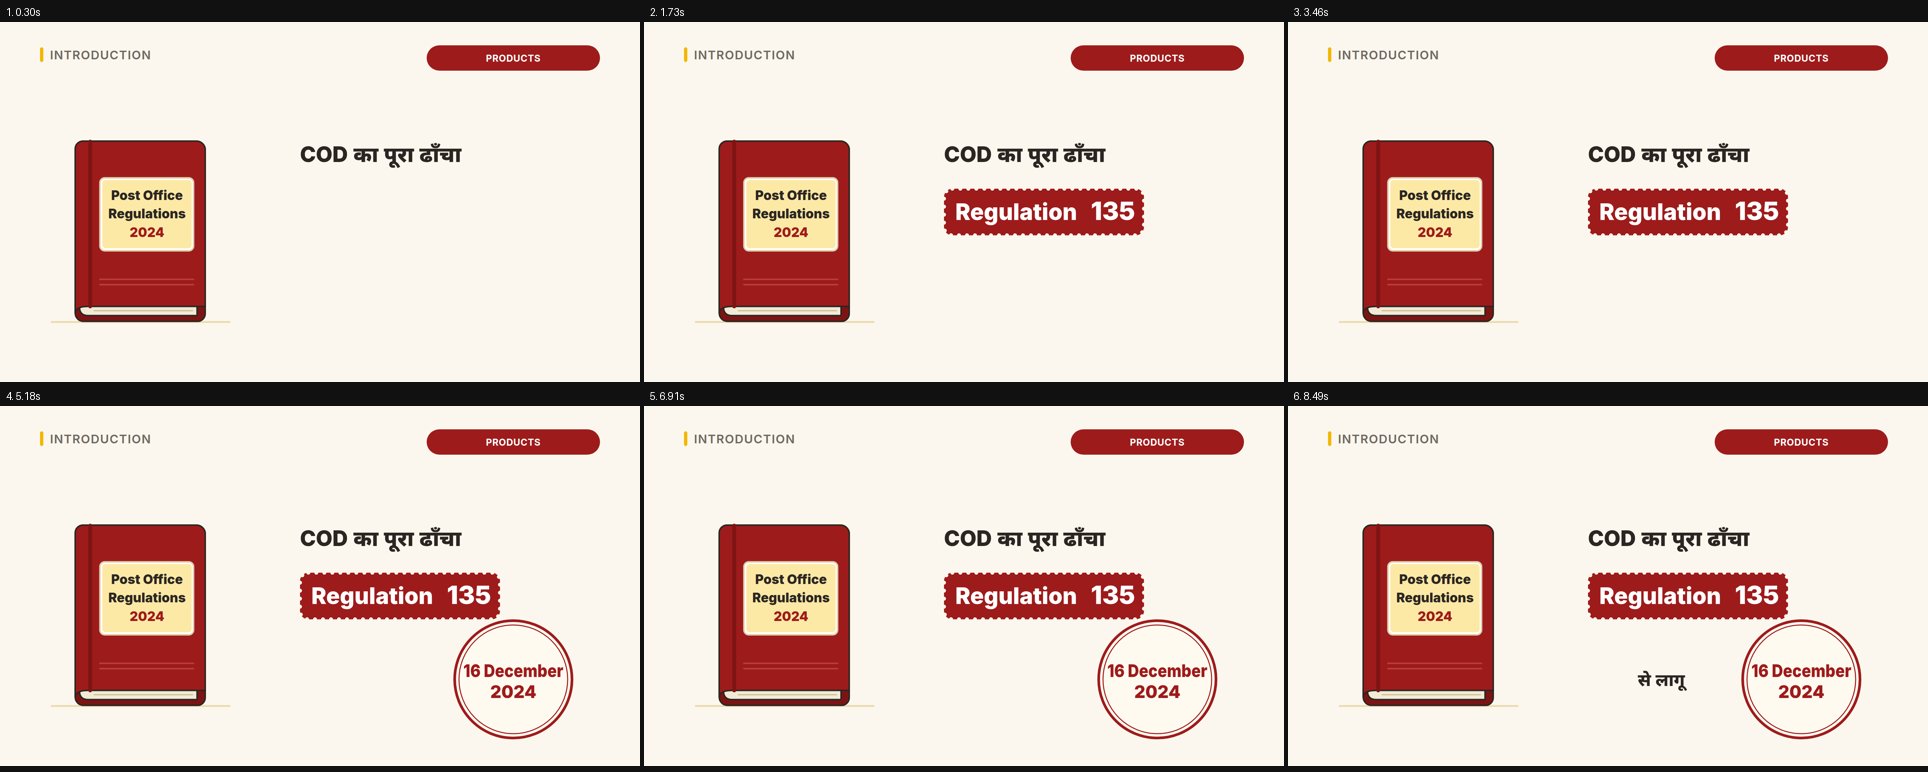 1. 0.30s
INTRODUCTION
PRODUCTS
Post Office
Regulations
2024
COD का पूरा ढाँचा
2. 1.73s
INTRODUCTION
PRODUCTS
Post Office
Regulations
2024
COD का पूरा ढाँचा
Regulation 135
3. 3.46s
INTRODUCTION
PRODUCTS
Post Office
Regulations
2024
COD का पूरा ढाँचा
Regulation 135
4. 5.18s
INTRODUCTION
PRODUCTS
Post Office
Regulations
2024
COD का पूरा ढाँचा
Regulation 135
16 December
2024
5. 6.91s
INTRODUCTION
PRODUCTS
Post Office
Regulations
2024
COD का पूरा ढाँचा
Regulation 135
16 December
2024
6. 8.49s
INTRODUCTION
PRODUCTS
Post Office
Regulations
2024
COD का पूरा ढाँचा
Regulation 135
से लागू
16 December
2024